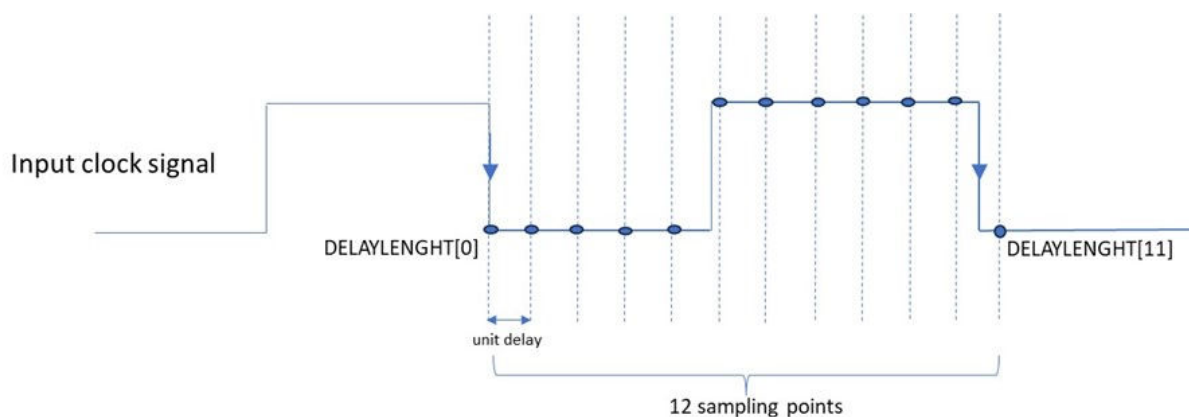 Input clock signal
DELAYLENGHT[0]
DELAYLENGHT[11]
unit delay
12 sampling points